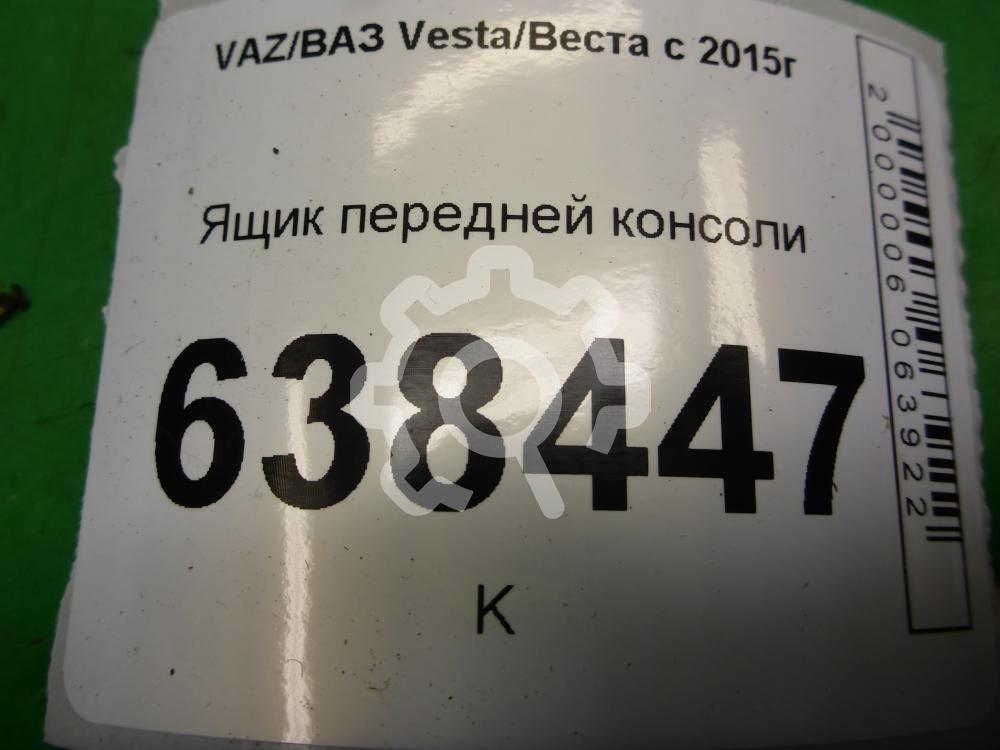 VAZ/ВАЗ Vesta/Веста с 2015г
Ящик передней консоли
638447
К
2000006063922